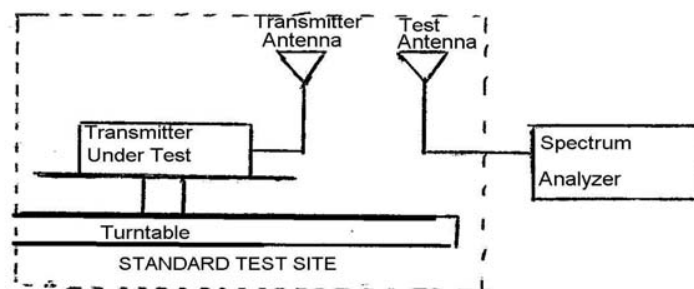 Transmitter
Antenna
Test
Antenna
Transmitter
Under Test
Spectrum
Analyzer
Turntable
STANDARD TEST SITE